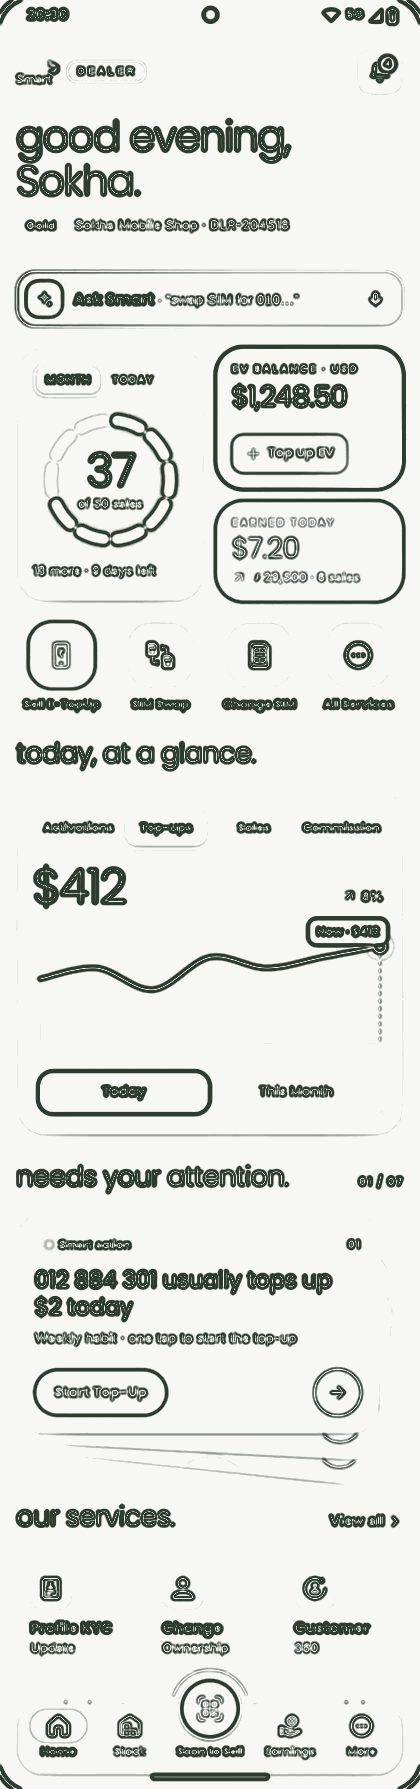 20:30
5G
Smart
DEALER
4
good evening,
Sokha.
Gold Sokha Mobile Shop · DLR-204518
Ask Smart · "swap SIM for 010..."
MONTH TODAY
37
of 50 sales
13 more · 9 days left
EV BALANCE · USD
$1,248.50
+ Top up EV
EARNED TODAY
$7.20
29,500 · 6 sales
Sell & TopUp
SIM Swap
Change SIM
All Services
today, at a glance.
Activations Top-ups Sales Commission
$412
8%
Now · $412
Today This Month
needs your attention.
01 / 07
Smart action 01
012 884 301 usually tops up
$2 today
Weekly habit · one tap to start the top-up
Start Top-Up
our services.
View all
Profile KYC
Update
Change
Ownership
Customer
360
Home
Stock
Scan to Sell
Earnings
More